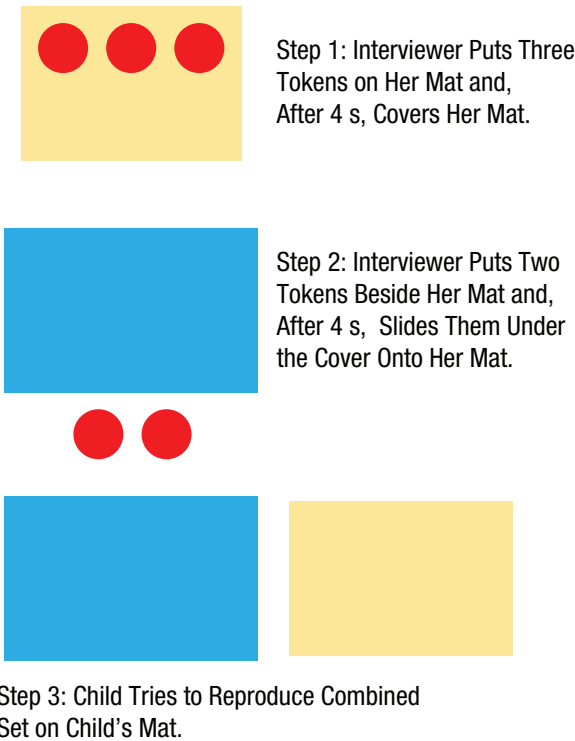 Step 1: Interviewer Puts Three
Tokens on Her Mat and,
After 4 s, Covers Her Mat.
Step 2: Interviewer Puts Two
Tokens Beside Her Mat and,
After 4 s, Slides Them Under
the Cover Onto Her Mat.
Step 3: Child Tries to Reproduce Combined
Set on Child's Mat.